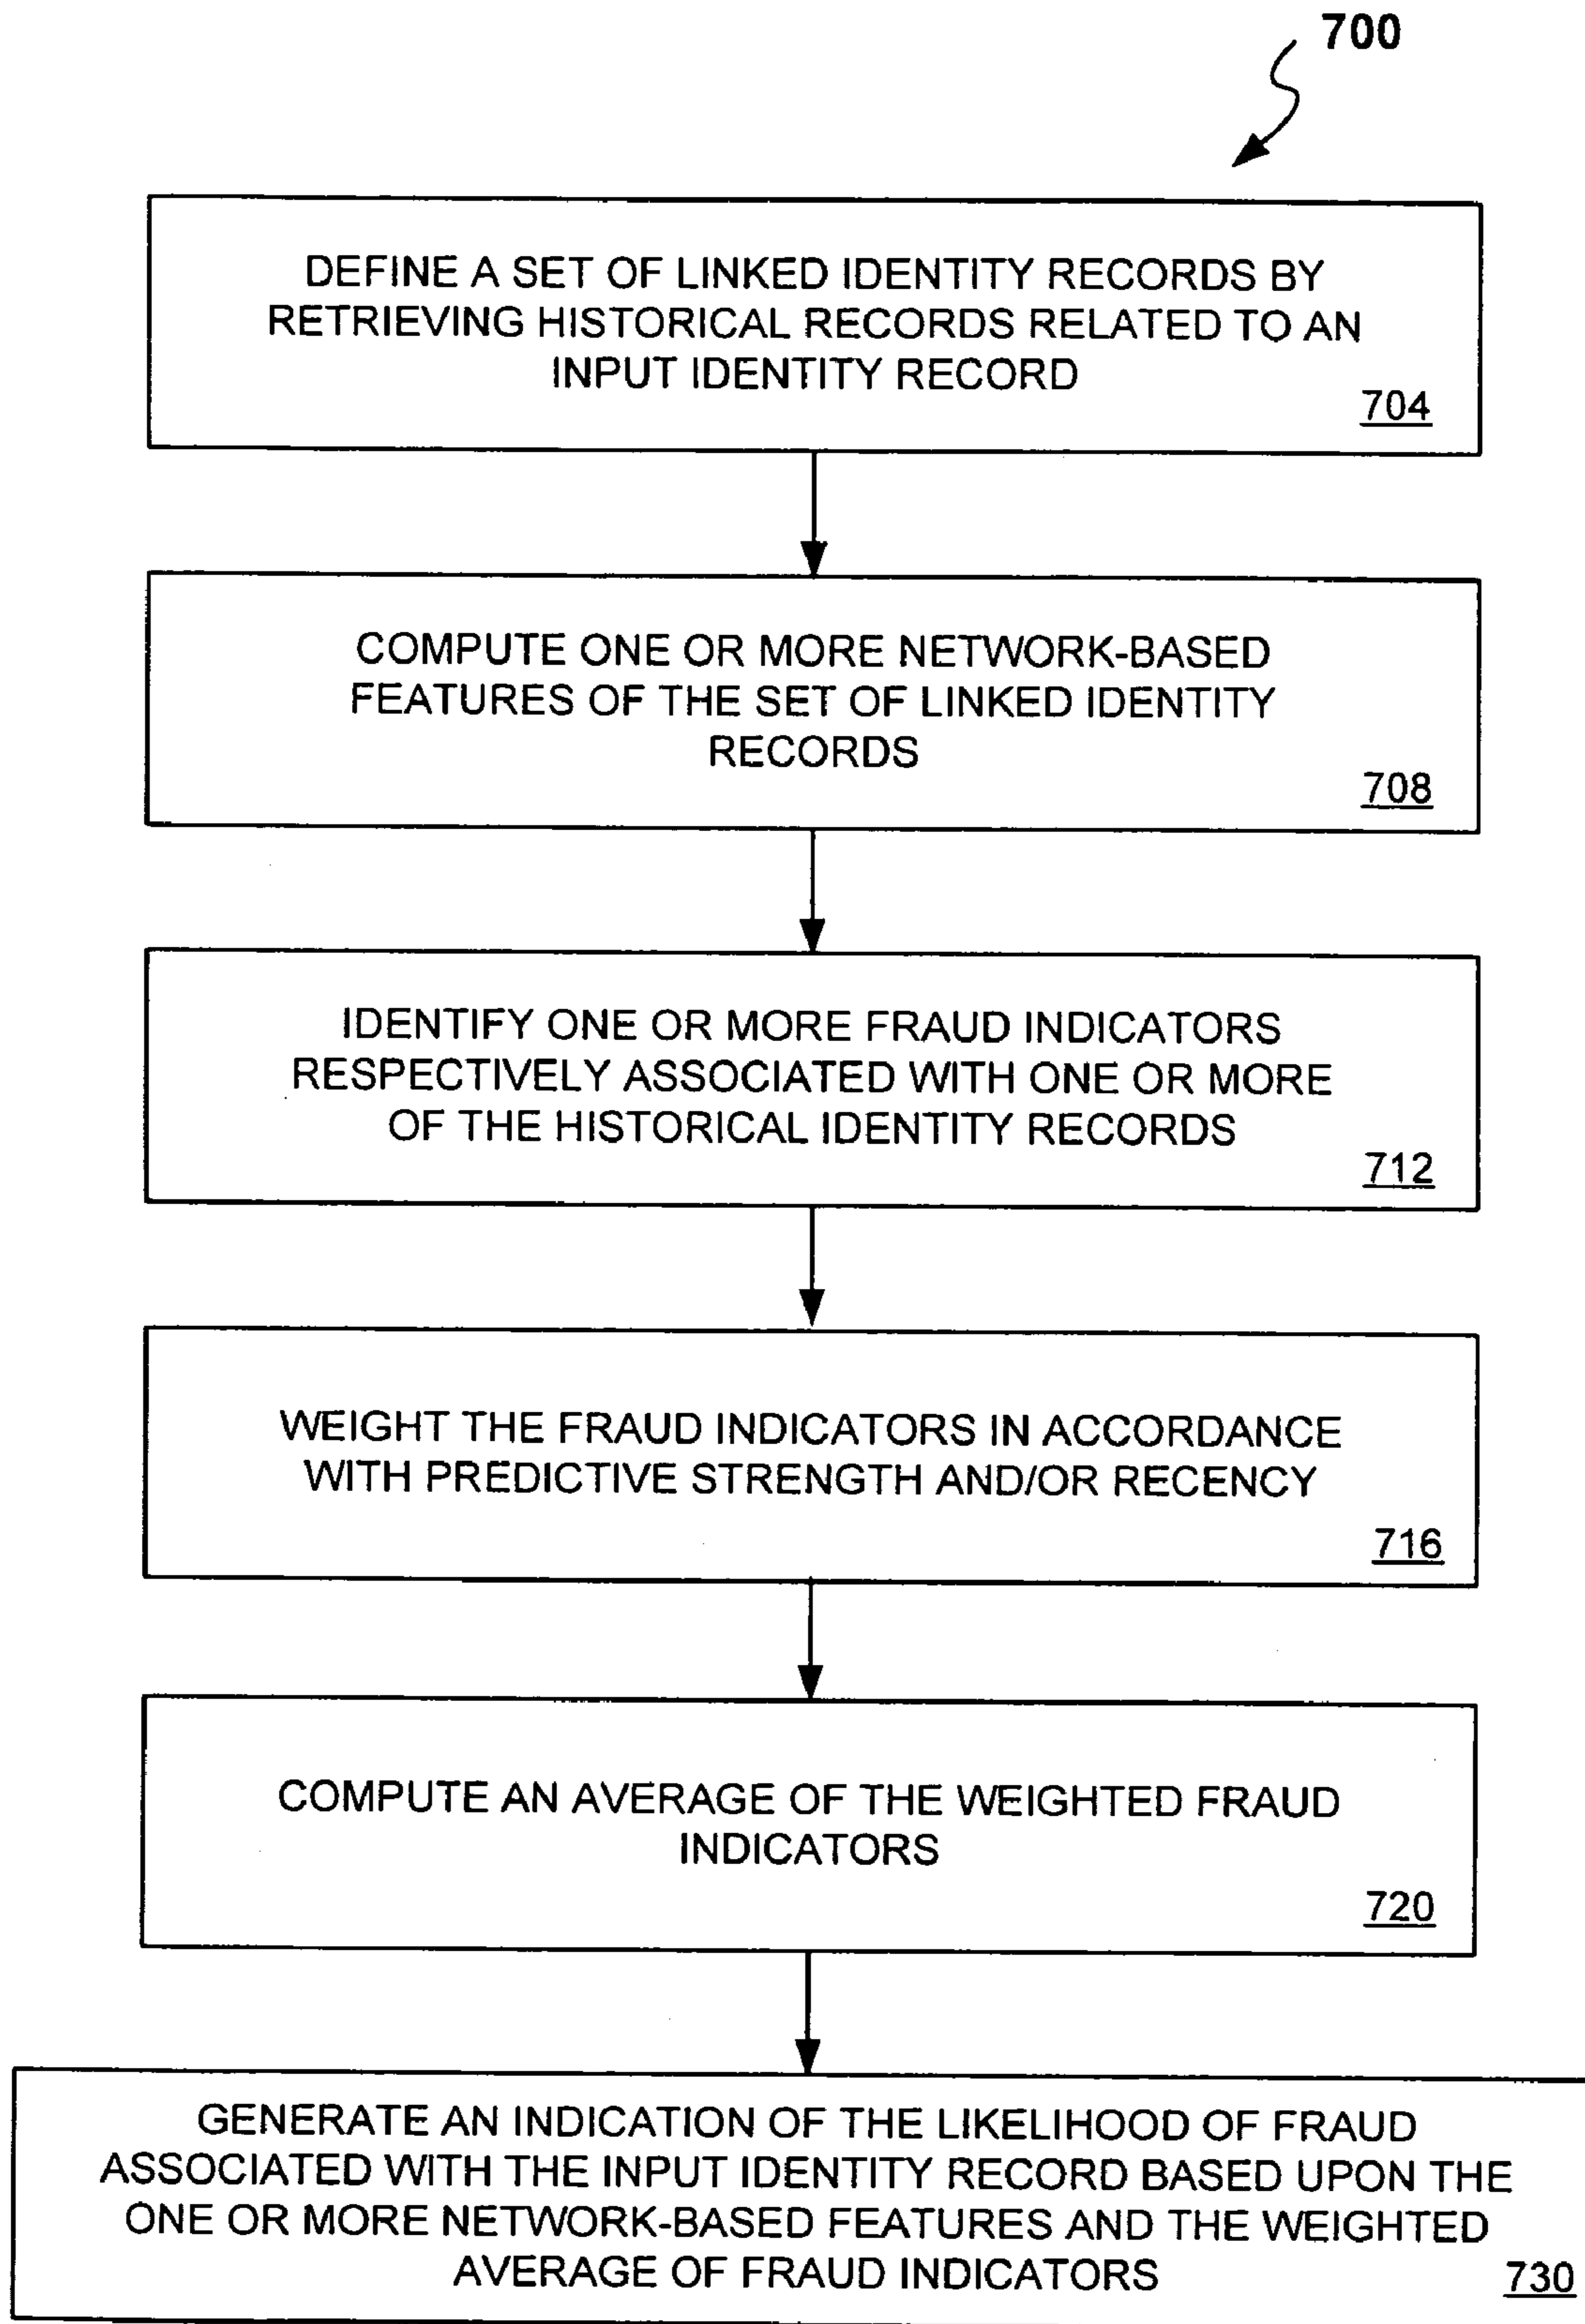 700
DEFINE A SET OF LINKED IDENTITY RECORDS BY
RETRIEVING HISTORICAL RECORDS RELATED TO AN
INPUT IDENTITY RECORD
704
COMPUTE ONE OR MORE NETWORK-BASED
FEATURES OF THE SET OF LINKED IDENTITY
RECORDS
708
IDENTIFY ONE OR MORE FRAUD INDICATORS
RESPECTIVELY ASSOCIATED WITH ONE OR MORE
OF THE HISTORICAL IDENTITY RECORDS
712
WEIGHT THE FRAUD INDICATORS IN ACCORDANCE
WITH PREDICTIVE STRENGTH AND/OR RECENCY
716
COMPUTE AN AVERAGE OF THE WEIGHTED FRAUD
INDICATORS
720
GENERATE AN INDICATION OF THE LIKELIHOOD OF FRAUD
ASSOCIATED WITH THE INPUT IDENTITY RECORD BASED UPON THE
ONE OR MORE NETWORK-BASED FEATURES AND THE WEIGHTED
AVERAGE OF FRAUD INDICATORS
730